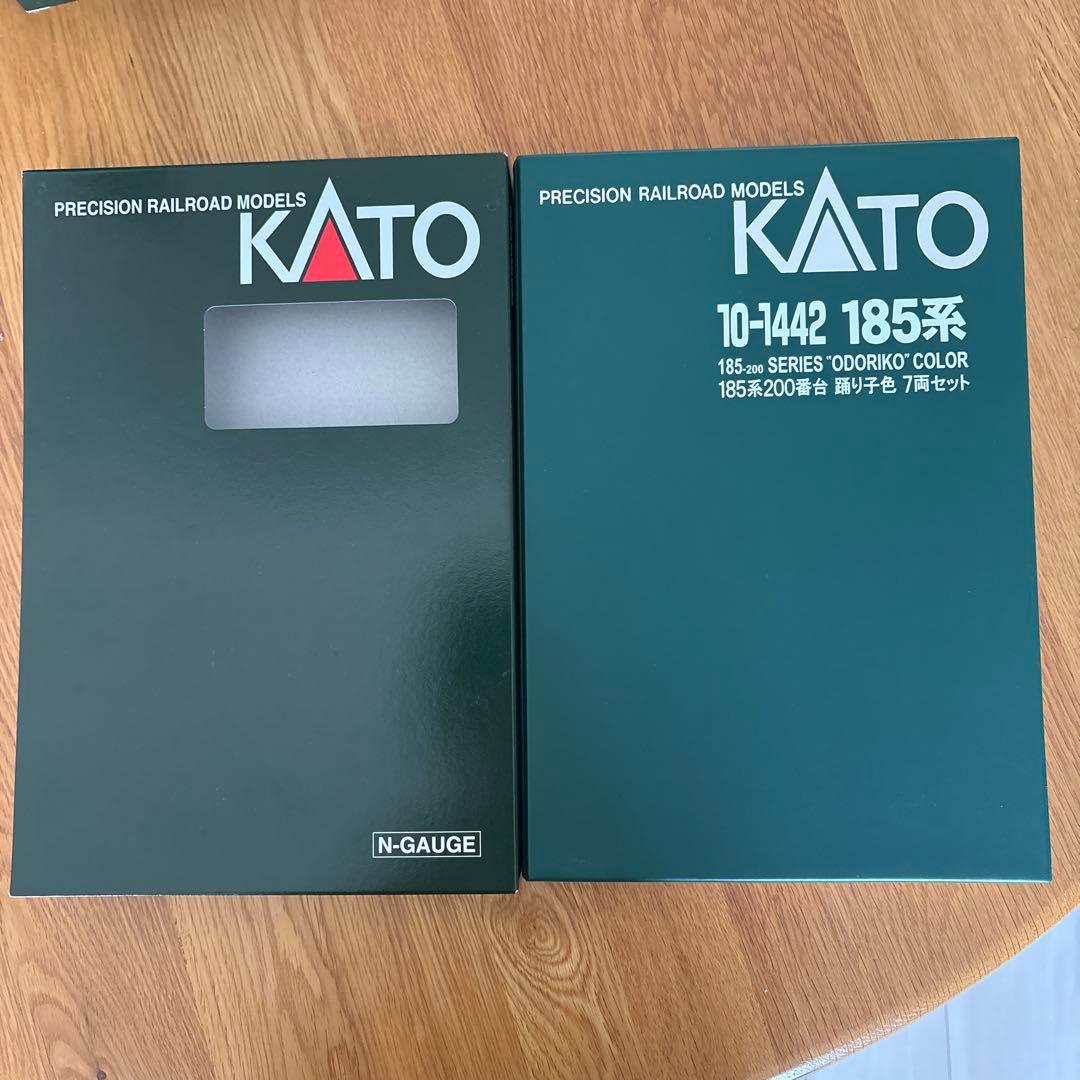 PRECISION RAILROAD MODELS
KATO
N-GAUGE
PRECISION RAILROAD MODELS
KATO
10-1442 185系
185-200 SERIES "ODORIKO" COLOR
185系200番台 踊り子色 7両セット